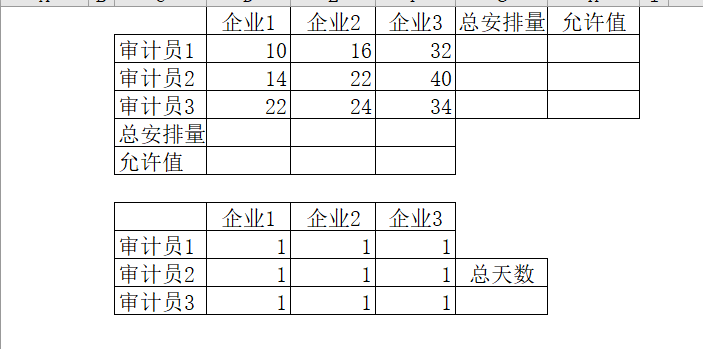 企业1 企业2 企业3 总安排量 允许值
审计员1 10 16 32
审计员2 14 22 40
审计员3 22 24 34
总安排量
允许值
企业1 企业2 企业3
审计员1 1 1 1
审计员2 1 1 1 总天数
审计员3 1 1 1